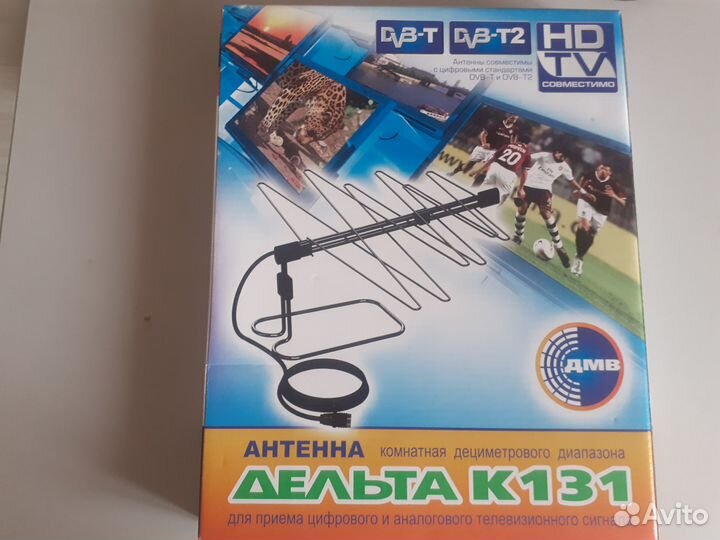 DVB-T
DVB-T2
HD
TV
СОВМЕСТИМО
Антенны совместимы
с цифровыми стандартами
DVB-T и DVB-T2
20
ДМВ
АНТЕННА комнатная дециметрового диапазона
ДЕЛЬТА К131
для приема цифрового и аналогового телевизионного сигнала
Avito